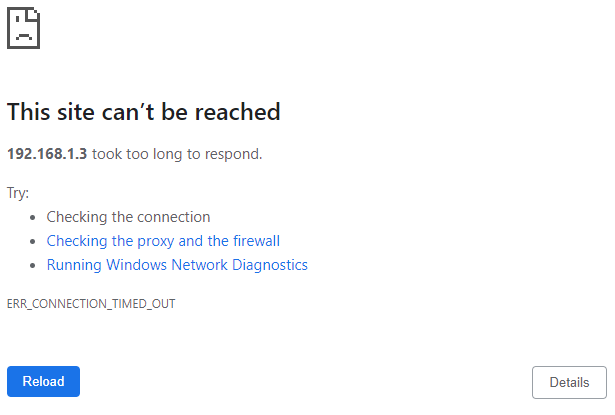 This site can’t be reached
192.168.1.3 took too long to respond.
Try:
• Checking the connection
• Checking the proxy and the firewall
• Running Windows Network Diagnostics
ERR_CONNECTION_TIMED_OUT
Reload
Details